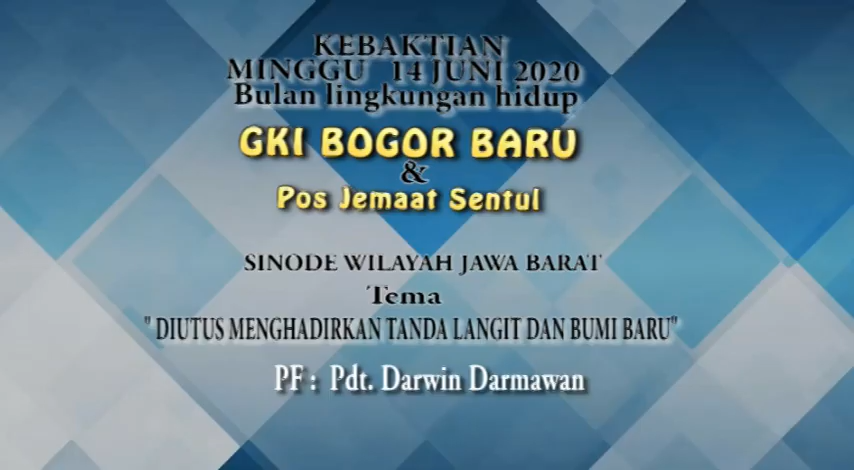 KEBAKTIAN
MINGGU 14 JUNI 2020
Bulan lingkungan hidup
GKI BOGOR BARU
&
Pos Jemaat Sentul
SINODE WILAYAH JAWA BARAT
Tema
" DIUTUS MENGHADIRKAN TANDA LANGIT DAN BUMI BARU"
PF : Pdt. Darwin Darmawan